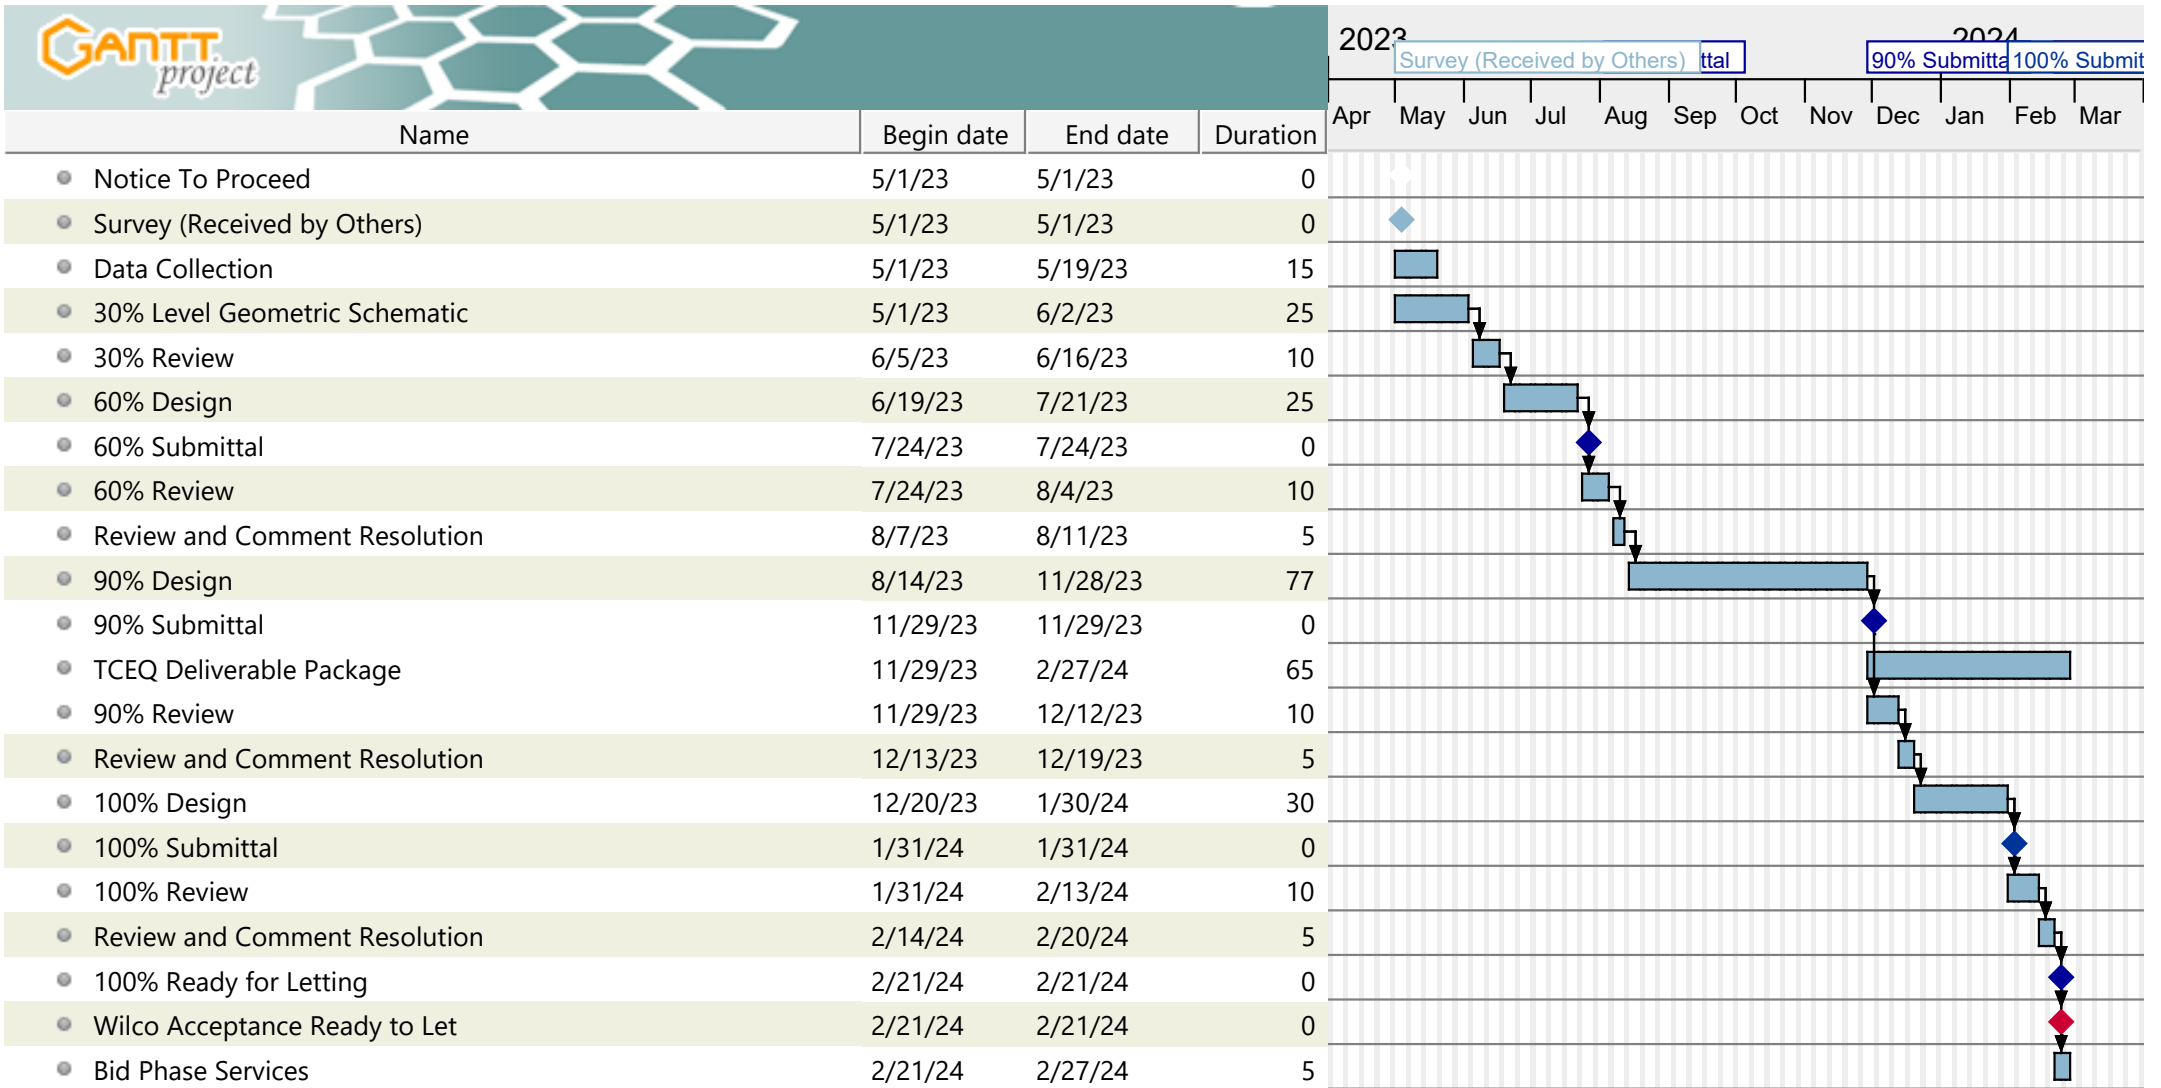 GANTT
project
2023
2024
Survey (Received by Others)
ttal
90% Submitta
100% Submit
Apr May Jun Jul Aug Sep Oct Nov Dec Jan Feb Mar
Name Begin date End date Duration
Notice To Proceed 5/1/23 5/1/23 0
Survey (Received by Others) 5/1/23 5/1/23 0
Data Collection 5/1/23 5/19/23 15
30% Level Geometric Schematic 5/1/23 6/2/23 25
30% Review 6/5/23 6/16/23 10
60% Design 6/19/23 7/21/23 25
60% Submittal 7/24/23 7/24/23 0
60% Review 7/24/23 8/4/23 10
Review and Comment Resolution 8/7/23 8/11/23 5
90% Design 8/14/23 11/28/23 77
90% Submittal 11/29/23 11/29/23 0
TCEQ Deliverable Package 11/29/23 2/27/24 65
90% Review 11/29/23 12/12/23 10
Review and Comment Resolution 12/13/23 12/19/23 5
100% Design 12/20/23 1/30/24 30
100% Submittal 1/31/24 1/31/24 0
100% Review 1/31/24 2/13/24 10
Review and Comment Resolution 2/14/24 2/20/24 5
100% Ready for Letting 2/21/24 2/21/24 0
Wilco Acceptance Ready to Let 2/21/24 2/21/24 0
Bid Phase Services 2/21/24 2/27/24 5